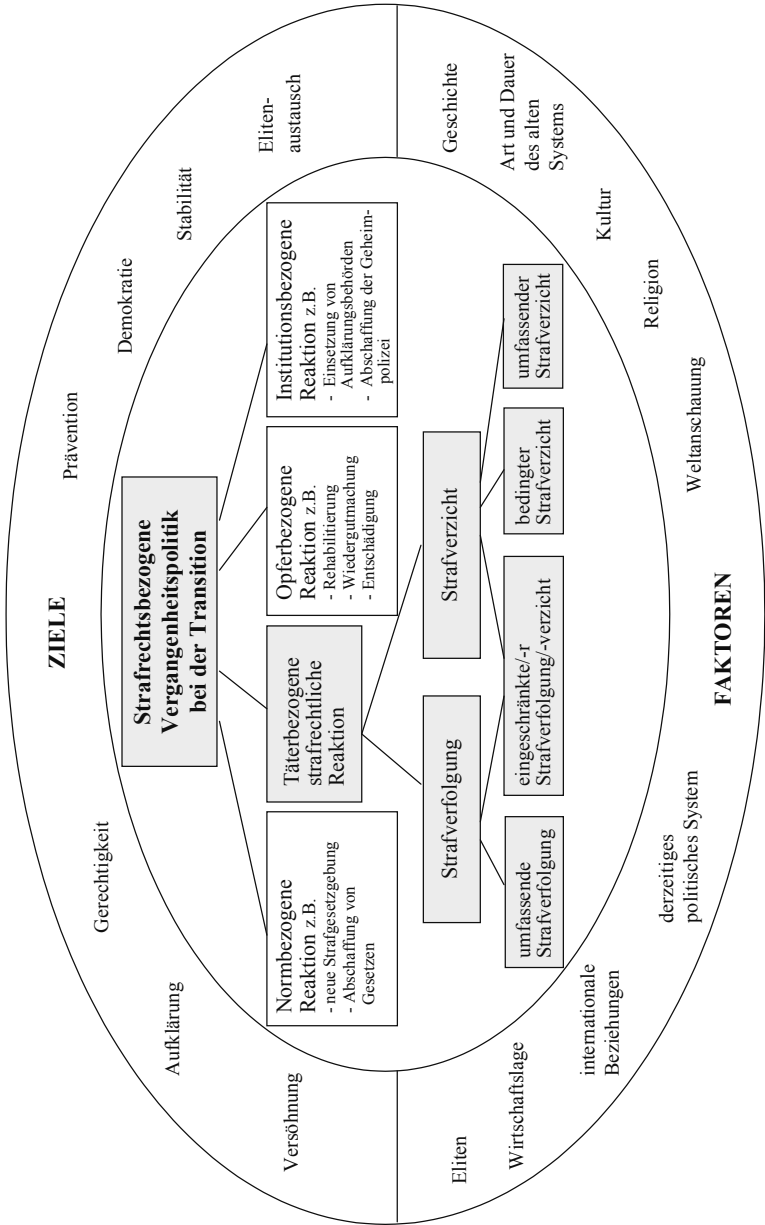 ZIELE
Versöhnung
Aufklärung
Gerechtigkeit
Prävention
Demokratie
Stabilität
Eliten-
austausch
Strafrechtsbezogene
Vergangenheitspolitik
bei der Transition
Normbezogene
Reaktion z.B.
- neue Strafgesetzgebung
- Abschaffung von
Gesetzen
Täterbezogene
strafrechtliche
Reaktion
Opferbezogene
Reaktion z.B.
- Rehabilitierung
- Wiedergutmachung
- Entschädigung
Institutionsbezogene
Reaktion z.B.
- Einsetzung von
Aufklärungsbehörden
- Abschaffung der Geheim-
polizei
Strafverfolgung
Strafverzicht
umfassende
Strafverfolgung
eingeschränkte/-r
Strafverfolgung/-verzicht
bedingter
Strafverzicht
umfassender
Strafverzicht
Eliten
Wirtschaftslage
internationale
Beziehungen
derzeitiges
politisches System
FAKTOREN
Weltanschauung
Religion
Kultur
Art und Dauer
des alten
Systems
Geschichte